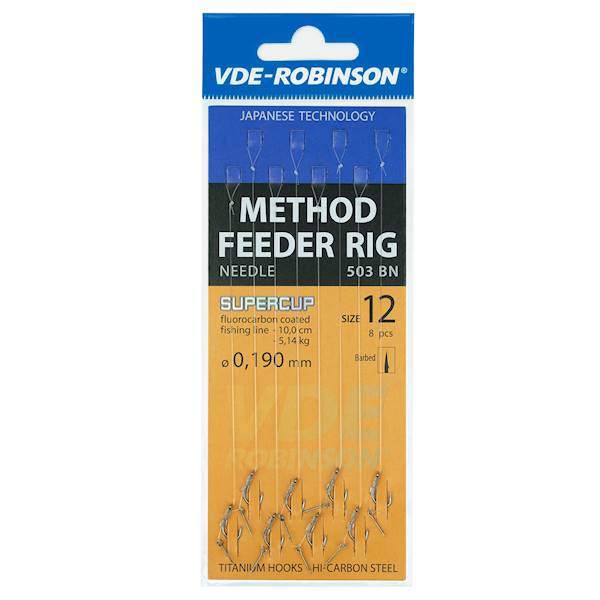 VDE-ROBINSON®
JAPANESE TECHNOLOGY
METHOD
FEEDER RIG
NEEDLE 503 BN
SUPERCUP
fluorocarbon coated
fishing line - 10,0 cm
- 5,14 kg
ø 0,190 mm
SIZE 12
8 pcs
Barbed
VDE
ROBINSON
TITANIUM HOOKS HI-CARBON STEEL